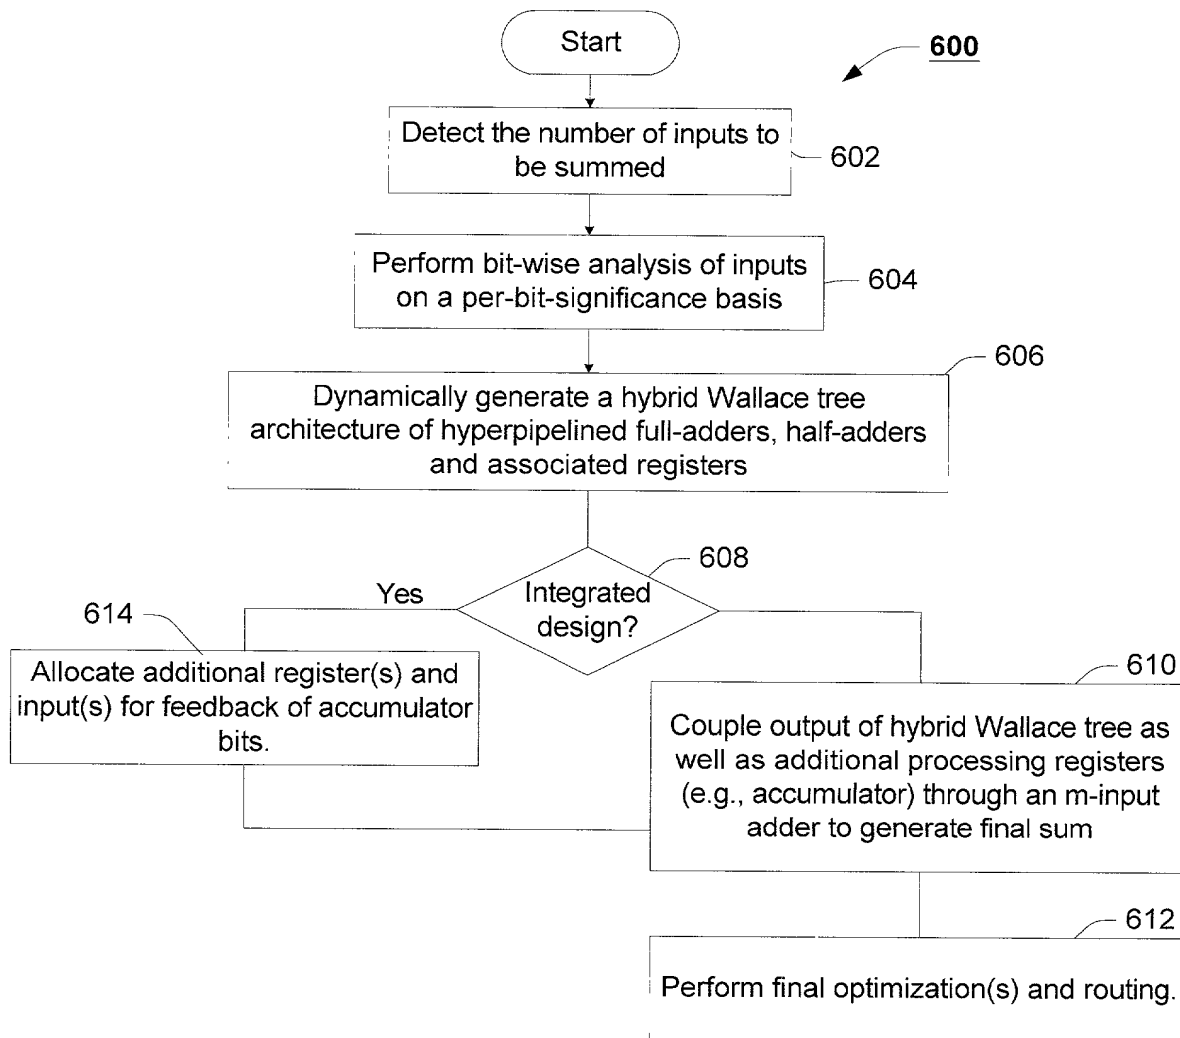 Start
600
Detect the number of inputs to
be summed
602
Perform bit-wise analysis of inputs
on a per-bit-significance basis
604
606
Dynamically generate a hybrid Wallace tree
architecture of hyperpipelined full-adders, half-adders
and associated registers
608
Integrated
design?
Yes
614
Allocate additional register(s) and
input(s) for feedback of accumulator
bits.
610
Couple output of hybrid Wallace tree as
well as additional processing registers
(e.g., accumulator) through an m-input
adder to generate final sum
612
Perform final optimization(s) and routing.